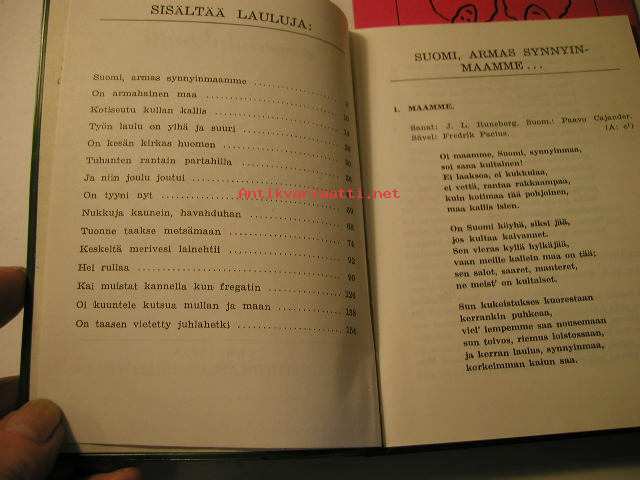 SISÄLTÄÄ LAULUJA:
Suomi, armas synnyinmaamme
On armahainen maa
Kotiseutu kullan kallis
Työn laulu on ylhä ja suuri
On kesän kirkas huomen
Tuhanten rantain partahilla
Ja niin joulu joutui
On tyyni nyt
Nukkuja kaunein, havahduhan 69
Tuonne taakse metsämaan 74
Keskeltä merivesi lainehtii 92
Hei rullaa 99
Kai muistat kannella kun fregatin
Oi kuuntele kutsua mullan ja maan
On taasen vietetty juhlahetki
Antikvariaatti.net
SUOMI, ARMAS SYNNYIN-
MAAMME...
1. MAAMME.
Sanat: J. L. Runeberg. Suom.: Paavo Cajander.
Sävel: Fredrik Pacius.
Oi maamme, Suomi, synnyinmaa,
soi sana kultainen!
Ei laaksoa, ei kukkulaa,
ei vettä, rantaa rakkaampaa,
kuin kotimaa tää pohjoinen,
maa kallis isien.
On Suomi köyhä, siksi jää,
jos kultaa kaivannet.
Sen vieras kyllä hylkäjää,
vaan meille kallein maa on tää;
sen salot, saaret, manteret,
ne meist' on kultaiset.
Sun kukoistukses kuorestaan
kerrankin puhkeaa,
viel' lempemme saa nousemaan
sun toivos, riemus loistossaan,
ja kerran laulus, synnyinmaa,
korkeimman kaiun saa.